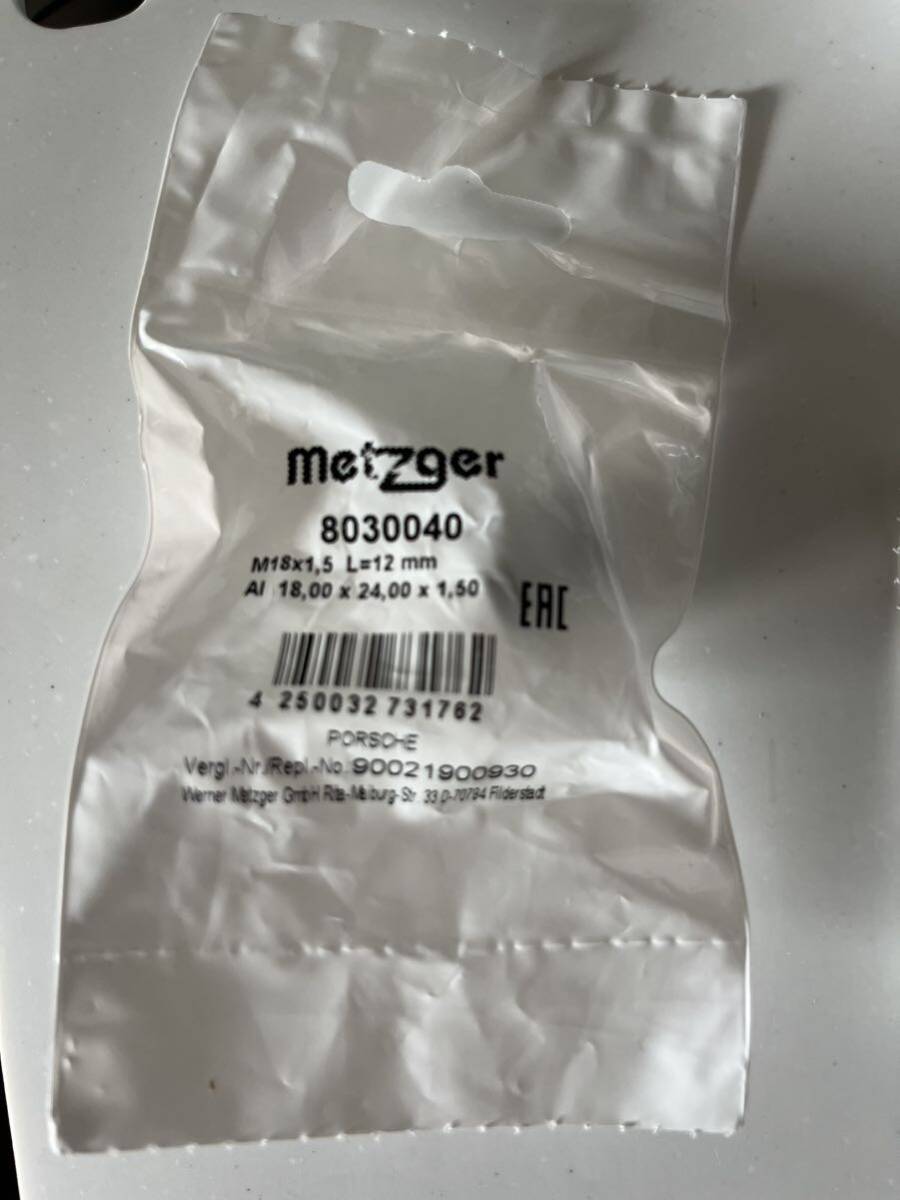 metzger
8030040
M18x1,5 L=12 mm
Al 18,00 x 24,00 x 1,50
EAC
4 250032 731762
PORSCHE
Vergl.-Nr./Repl.-No. 90021900930
Werner Metzger GmbH Rita-Maiburg-Str. 33 D-70794 Filderstadt